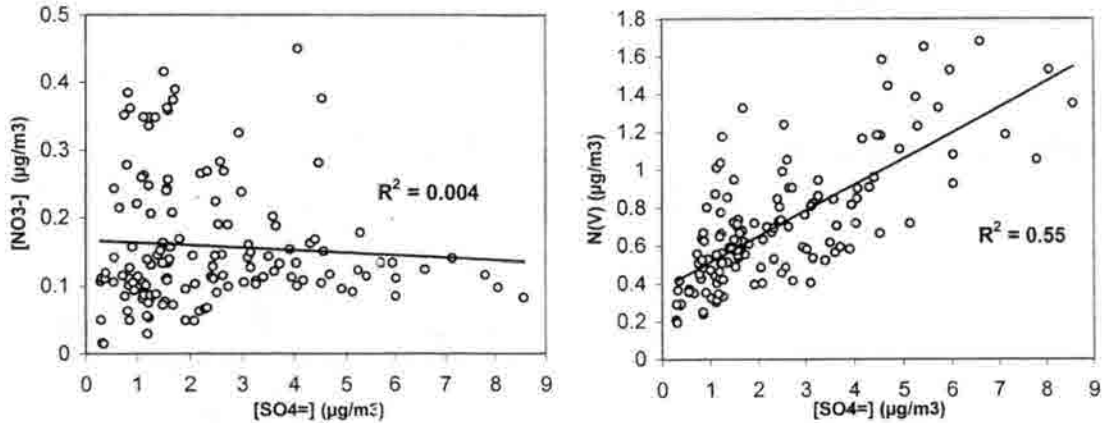 0.5
0.4
0.3
0.2
0.1
0
[NO3-] (µg/m3)
R² = 0.004
0 1 2 3 4 5 6 7 8 9
[SO4=] (µg/m3)
1.8
1.6
1.4
1.2
1
0.8
0.6
0.4
0.2
0
N(V) (µg/m3)
R² = 0.55
0 1 2 3 4 5 6 7 8 9
[SO4=] (µg/m3)